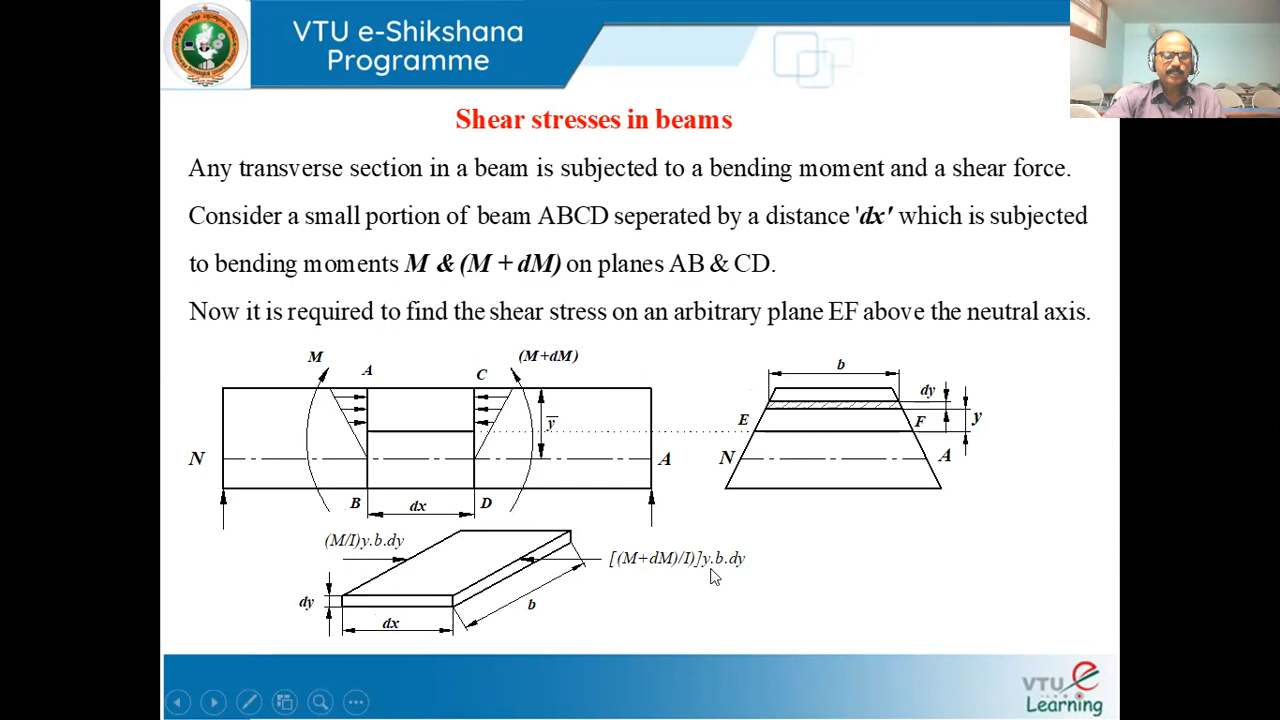 VTU e-Shikshana
Programme
Shear stresses in beams
Any transverse section in a beam is subjected to a bending moment and a shear force.
Consider a small portion of beam ABCD seperated by a distance 'dx' which is subjected
to bending moments M & (M + dM) on planes AB & CD.
Now it is required to find the shear stress on an arbitrary plane EF above the neutral axis.
M
A
C
(M+dM)
y̅
N
A
B
dx
D
b
dy
y
E
F
N
A
(M/I)y.b.dy
[(M+dM)/I)]y.b.dy
dy
dx
b
VTU e
Learning